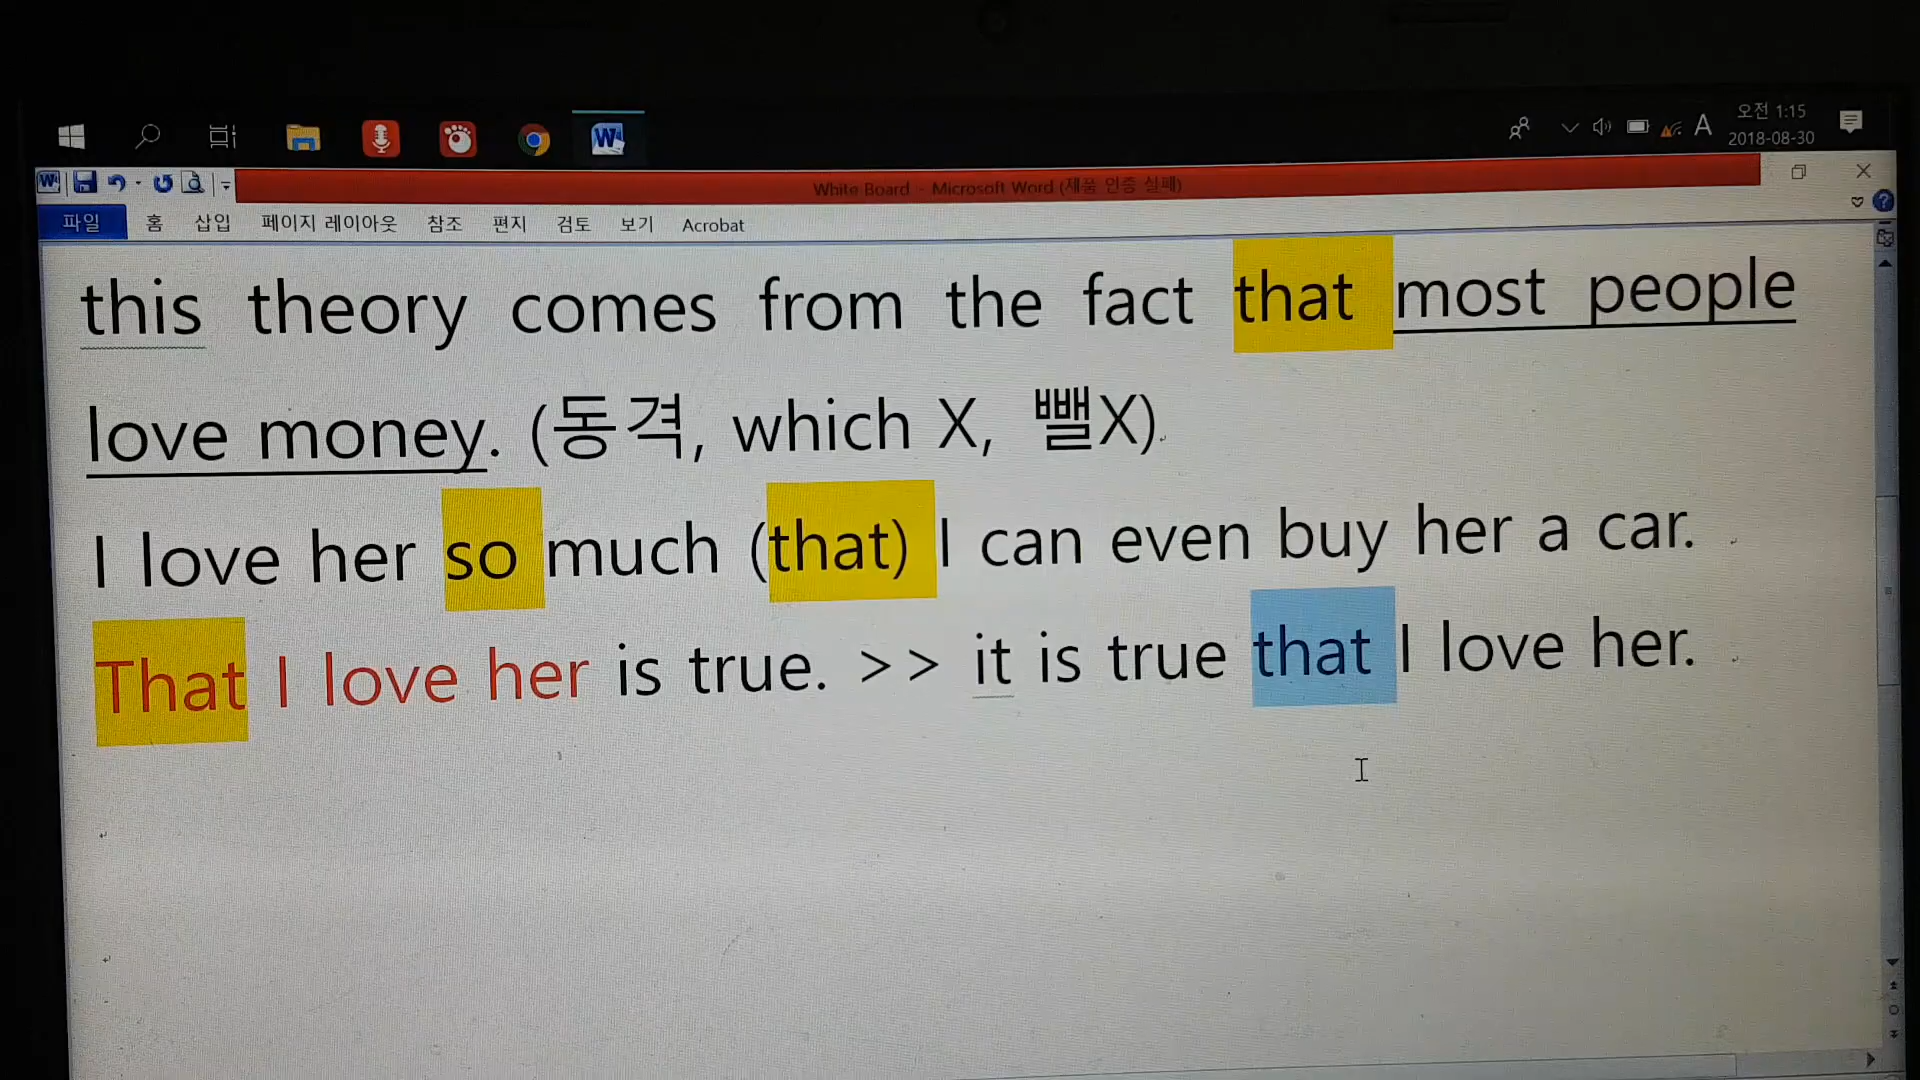 오전 1:15
A
2018-08-30
White Board - Microsoft Word (제품 인증 실패)
파일 홈 삽입 페이지 레이아웃 참조 편지 검토 보기 Acrobat
this theory comes from the fact that most people
love money. (동격, which X, 뺄X)
I love her so much (that) I can even buy her a car.
That I love her is true. >> it is true that I love her.